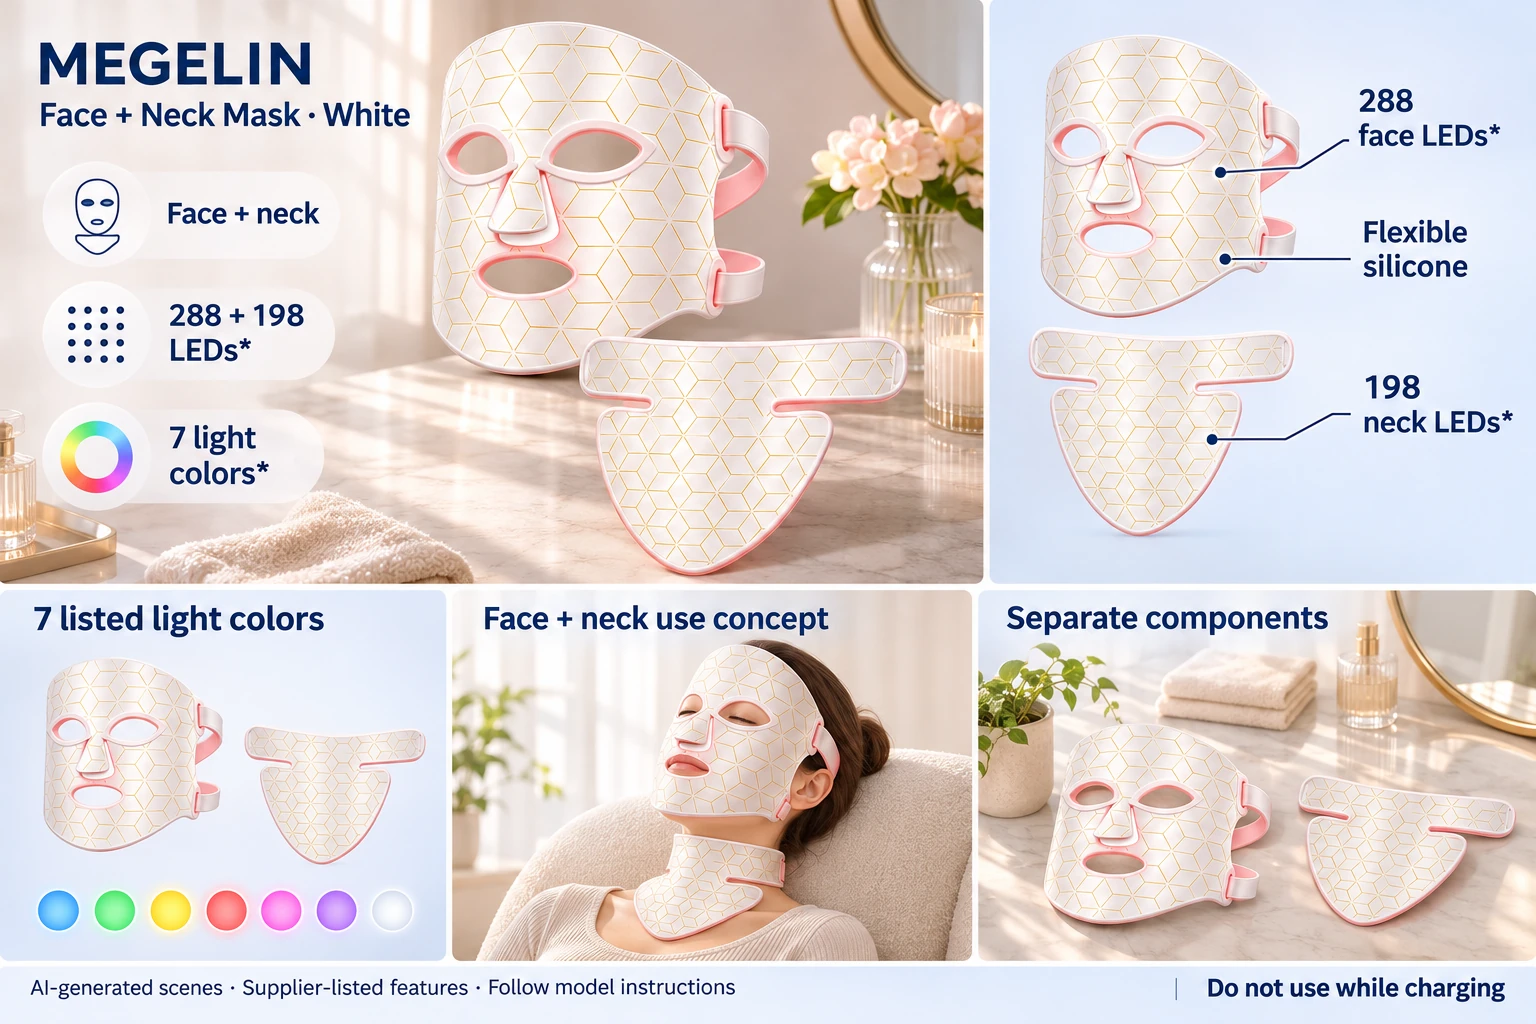 MEGELIN
Face + Neck Mask · White
Face + neck
288 + 198
LEDs*
7 light
colors*
288
face LEDs*
Flexible
silicone
198
neck LEDs*
7 listed light colors
Face + neck use concept
Separate components
AI-generated scenes · Supplier-listed features · Follow model instructions
Do not use while charging